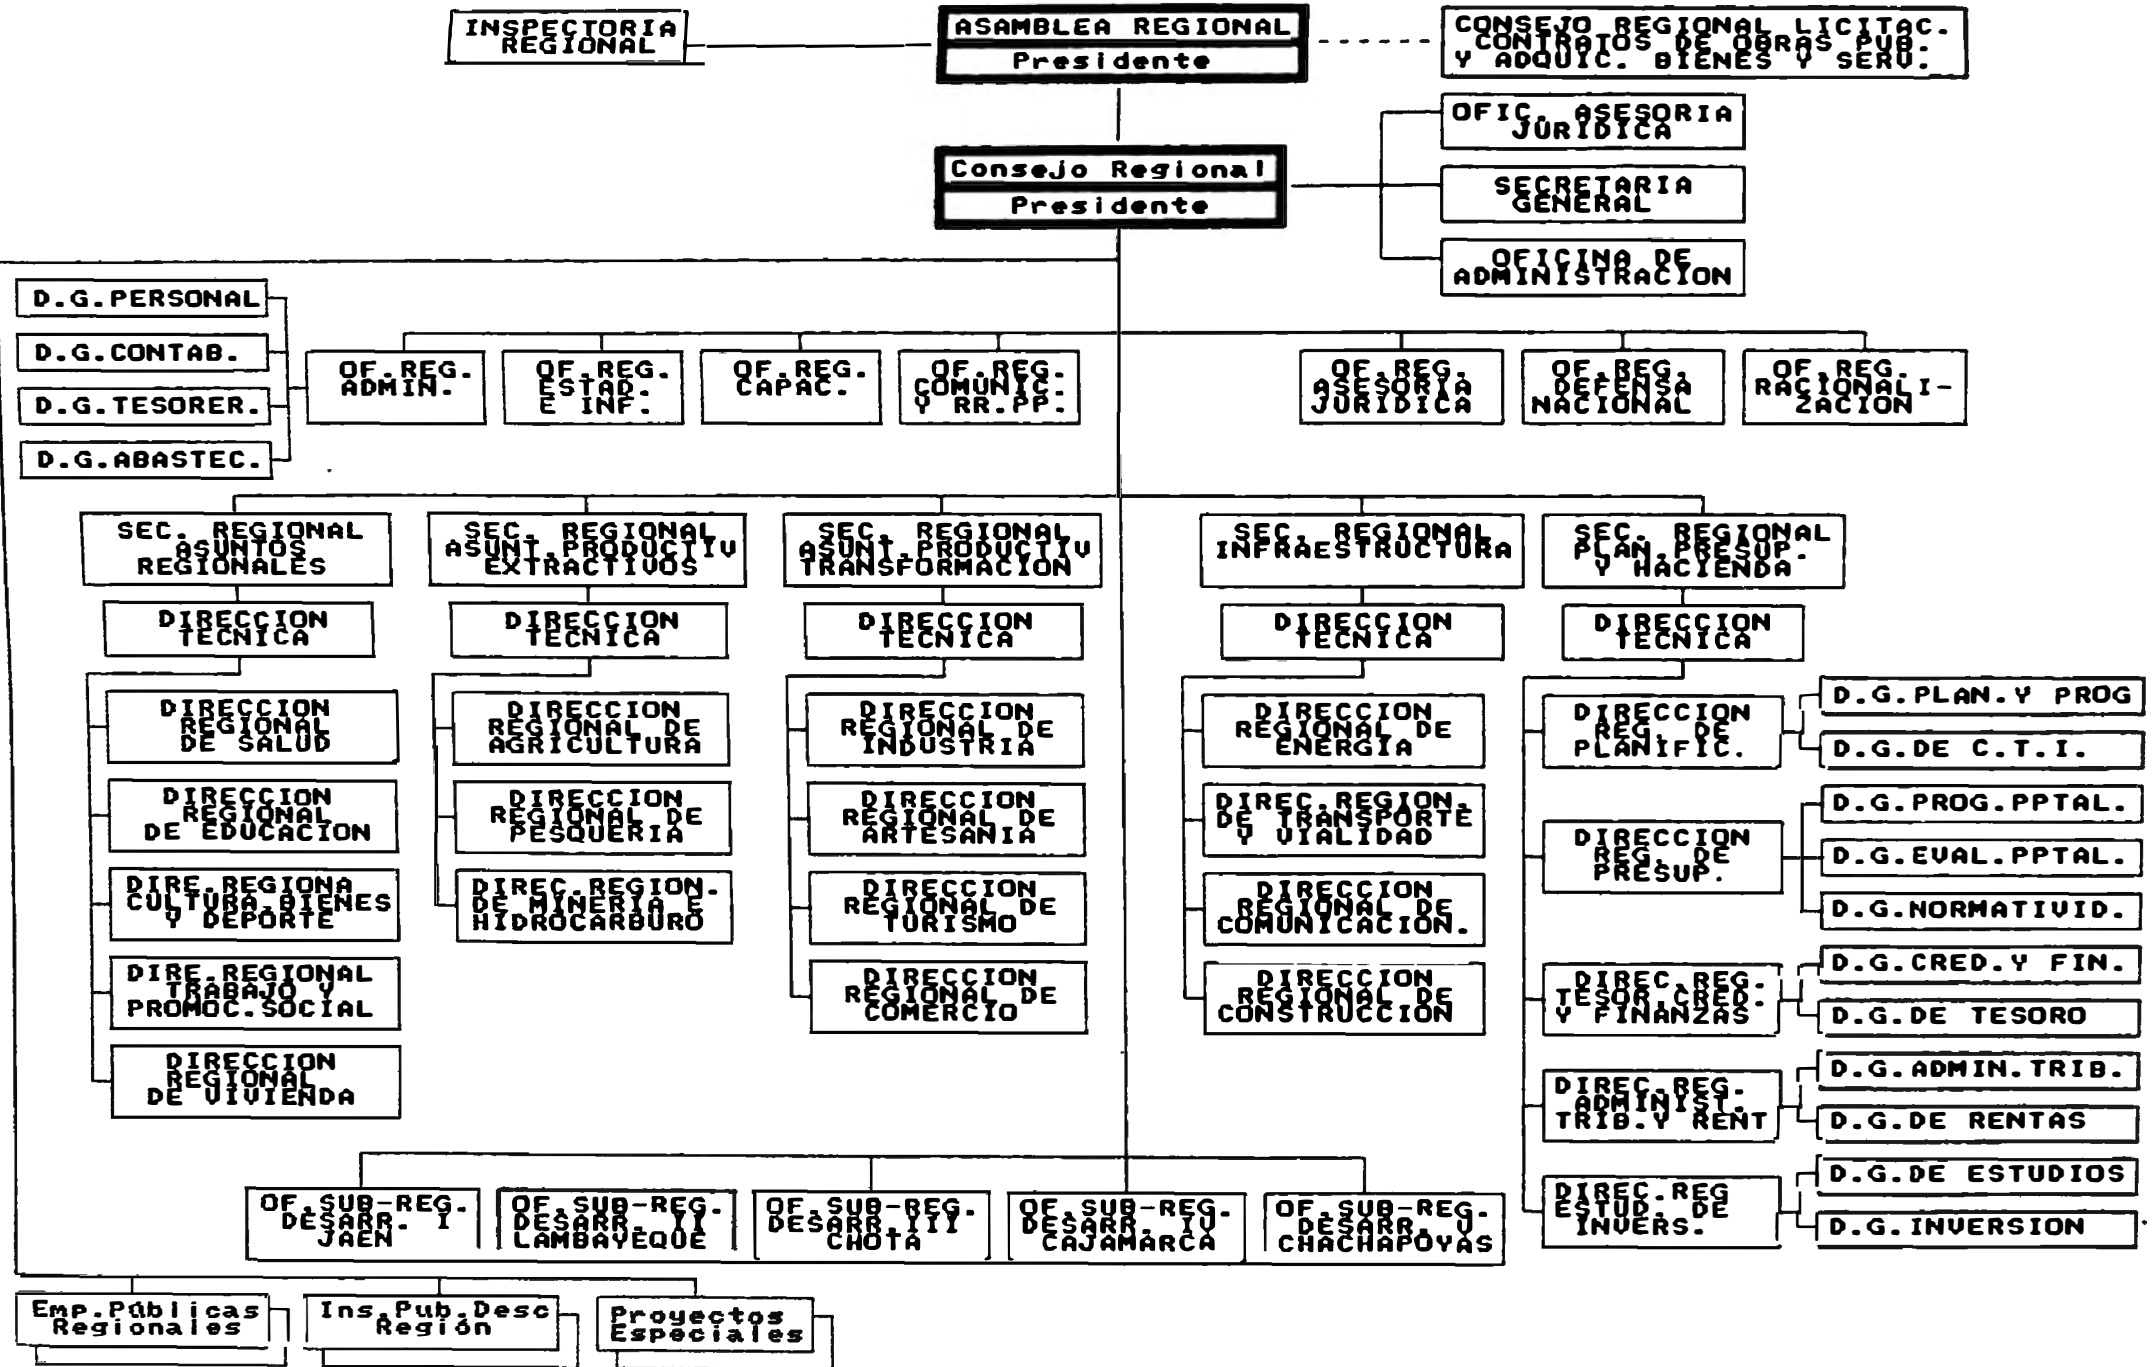 INSPECTORIA
REGIONAL
ASAMBLEA REGIONAL
Presidente
CONSEJO REGIONAL LICITAC.
CONTRATOS DE OBRAS PUB.
Y ADQUIC. BIENES Y SERV.
OFIC. ASESORIA
JURIDICA
Consejo Regional
Presidente
SECRETARIA
GENERAL
OFICINA DE
ADMINISTRACION
D.G.PERSONAL
D.G.CONTAB.
D.G.TESORER.
D.G.ABASTEC.
OF.REG.
ADMIN.
OF.REG.
ESTAD.
E INF.
OF.REG.
CAPAC.
OF.REG.
COMUNIC.
Y RR.PP.
OF.REG.
ASESORIA
JURIDICA
OF.REG.
DEFENSA
NACIONAL
OF.REG.
RACIONALI-
ZACION
SEC. REGIONAL
ASUNTOS
REGIONALES
SEC. REGIONAL
ASUNT.PRODUCTIV
EXTRACTIVOS
SEC. REGIONAL
ASUNT.PRODUCTIV
TRANSFORMACION
SEC. REGIONAL
INFRAESTRUCTURA
SEC. REGIONAL
PLAN.PRESUP.
Y HACIENDA
DIRECCION
TECNICA
DIRECCION
TECNICA
DIRECCION
TECNICA
DIRECCION
TECNICA
DIRECCION
TECNICA
DIRECCION
REGIONAL
DE SALUD
DIRECCION
REGIONAL
DE EDUCACION
DIRE.REGIONA
CULTURA,BIENES
Y DEPORTE
DIRE.REGIONAL
TRABAJO Y
PROMOC.SOCIAL
DIRECCION
REGIONAL
DE VIVIENDA
DIRECCION
REGIONAL DE
AGRICULTURA
DIRECCION
REGIONAL DE
PESQUERIA
DIREC.REGION.
DE MINERIA E
HIDROCARBURO
DIRECCION
REGIONAL DE
INDUSTRIA
DIRECCION
REGIONAL DE
ARTESANIA
DIRECCION
REGIONAL DE
TURISMO
DIRECCION
REGIONAL DE
COMERCIO
DIRECCION
REGIONAL DE
ENERGIA
DIREC.REGION.
DE TRANSPORTE
Y VIALIDAD
DIRECCION
REGIONAL DE
COMUNICACION.
DIRECCION
REGIONAL DE
CONSTRUCCION
DIRECCION
REG. DE
PLANIFIC.
D.G.PLAN.Y PROG
D.G.DE C.T.I.
DIRECCION
REG. DE
PRESUP.
D.G.PROG.PPTAL.
D.G.EVAL.PPTAL.
D.G.NORMATIVID.
DIREC.REG.
TESOR,CRED.
Y FINANZAS
D.G.CRED.Y FIN.
D.G.DE TESORO
DIREC.REG.
ADMINIST.
TRIB.Y RENT
D.G.ADMIN.TRIB.
D.G.DE RENTAS
DIREC.REG
ESTUD. DE
INVERS.
D.G.DE ESTUDIOS
D.G.INVERSION
OF.SUB-REG.
DESARR. I
JAEN
OF.SUB-REG.
DESARR. II
LAMBAYEQUE
OF.SUB-REG.
DESARR.III
CHOTA
OF.SUB-REG.
DESARR. IV
CAJAMARCA
OF.SUB-REG.
DESARR. V
CHACHAPOYAS
Emp.Públicas
Regionales
Ins.Pub.Desc
Región
Proyectos
Especiales